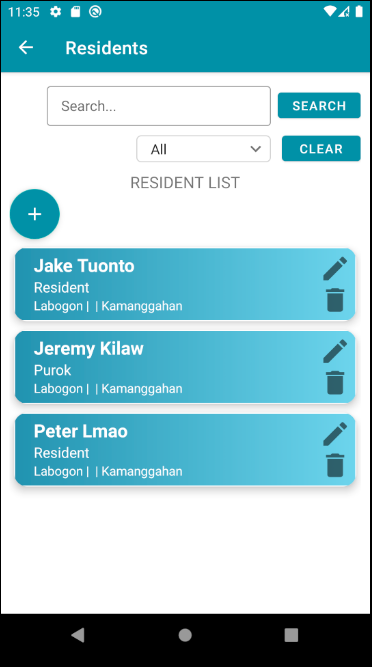 11:35
Residents
Search...
SEARCH
All
CLEAR
RESIDENT LIST
Jake Tuonto
Resident
Labogon | | Kamanggahan
Jeremy Kilaw
Purok
Labogon | | Kamanggahan
Peter Lmao
Resident
Labogon | | Kamanggahan